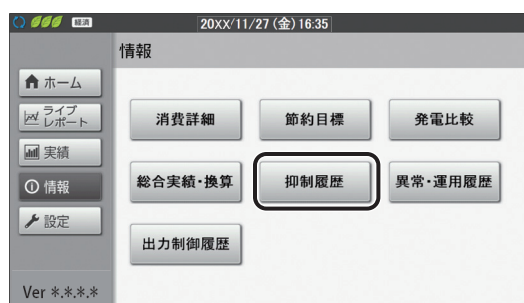 経済
20XX/11/27 (金) 16:35
情報
ホーム
ライブ
レポート
実績
情報
設定
消費詳細
節約目標
発電比較
総合実績・換算
抑制履歴
異常・運用履歴
出力制御履歴
Ver *.*.*.*